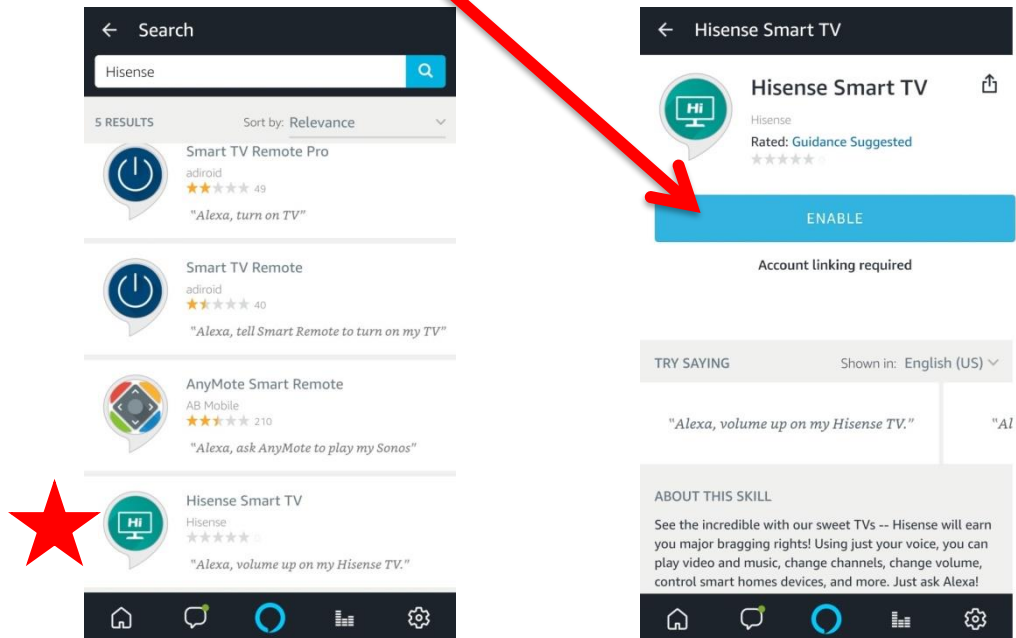 Search
Hisense
5 RESULTS Sort by: Relevance
Smart TV Remote Pro
adiroid
49
"Alexa, turn on TV"
Smart TV Remote
adiroid
40
"Alexa, tell Smart Remote to turn on my TV"
AnyMote Smart Remote
AB Mobile
210
"Alexa, ask AnyMote to play my Sonos"
Hi
Hisense Smart TV
Hisense
0
"Alexa, volume up on my Hisense TV."
Hisense Smart TV
Hi
Hisense Smart TV
Hisense
Rated: Guidance Suggested
0
ENABLE
Account linking required
TRY SAYING Shown in: English (US)
"Alexa, volume up on my Hisense TV." "Al
ABOUT THIS SKILL
See the incredible with our sweet TVs -- Hisense will earn
you major bragging rights! Using just your voice, you can
play video and music, change channels, change volume,
control smart homes devices, and more. Just ask Alexa!